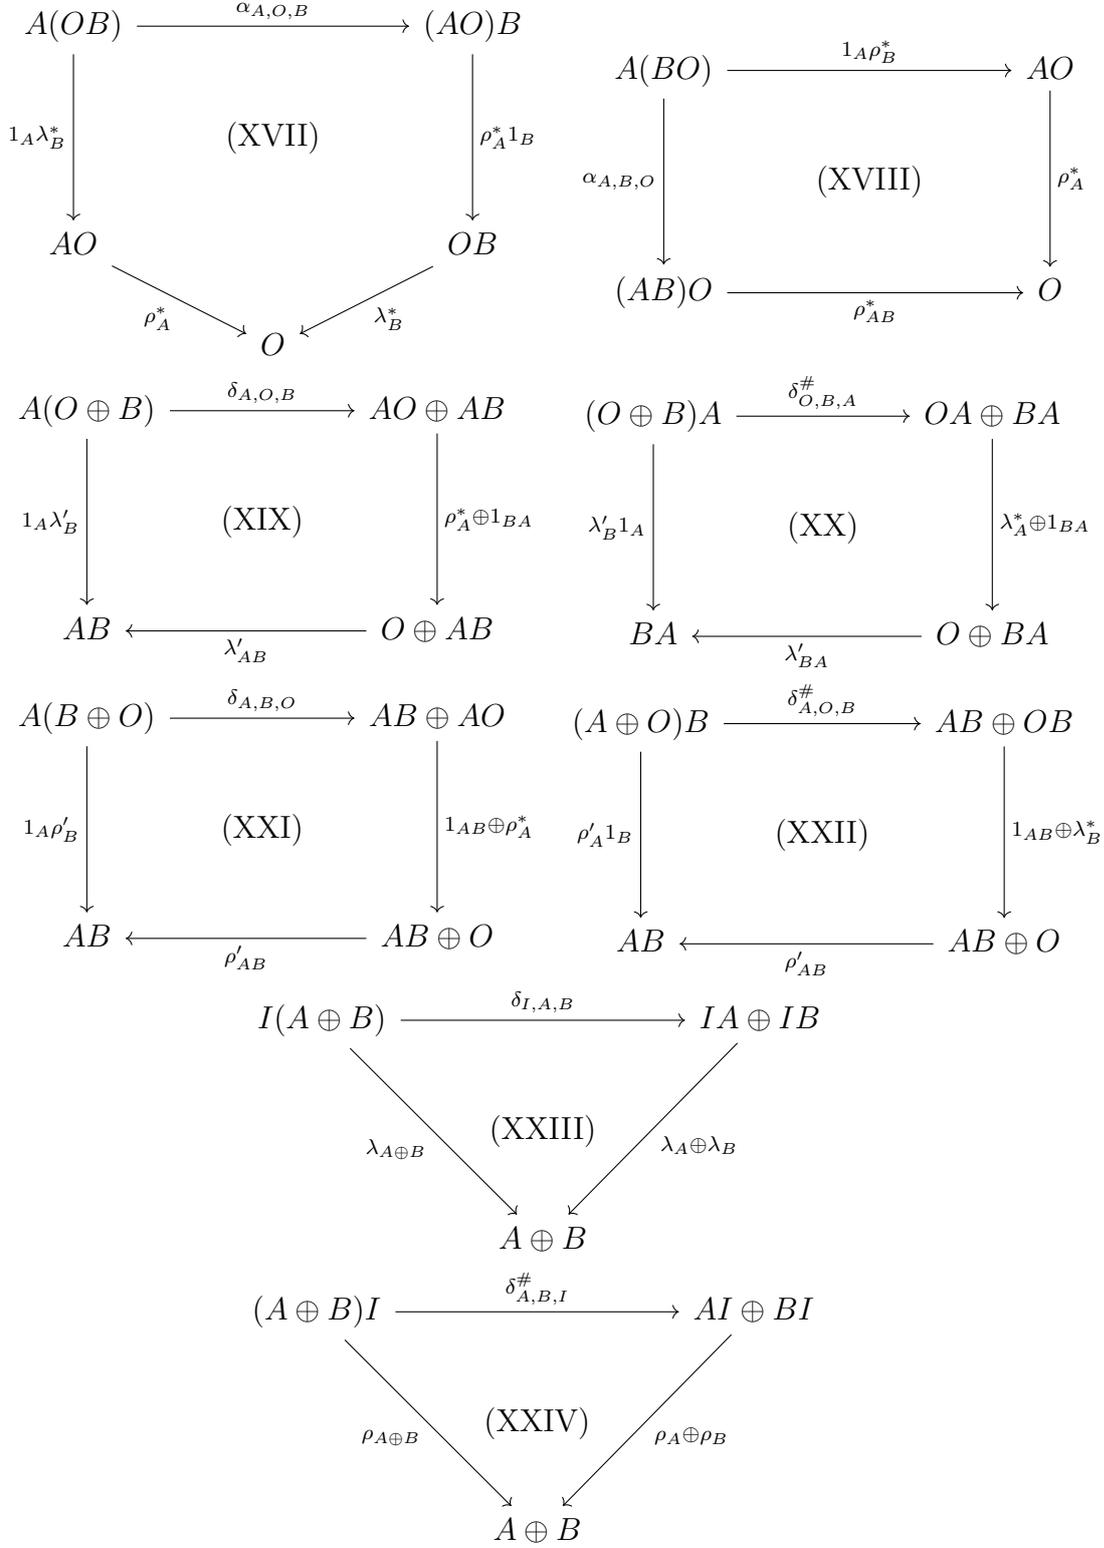 A(OB) α_{A,O,B} (AO)B
1_Aλ*_B (XVII) ρ*_A1_B
AO OB
ρ*_A λ*_B
O
A(BO) 1_Aρ*_B AO
α_{A,B,O} (XVIII) ρ*_A
(AB)O ρ*_{AB} O
A(O ⊕ B) δ_{A,O,B} AO ⊕ AB
1_Aλ′_B (XIX) ρ*_A⊕1_{BA}
AB λ′_{AB} O ⊕ AB
(O ⊕ B)A δ^#_{O,B,A} OA ⊕ BA
λ′_B1_A (XX) λ*_A⊕1_{BA}
BA λ′_{BA} O ⊕ BA
A(B ⊕ O) δ_{A,B,O} AB ⊕ AO
1_Aρ′_B (XXI) 1_{AB}⊕ρ*_A
AB ρ′_{AB} AB ⊕ O
(A ⊕ O)B δ^#_{A,O,B} AB ⊕ OB
ρ′_A1_B (XXII) 1_{AB}⊕λ*_B
AB ρ′_{AB} AB ⊕ O
I(A ⊕ B) δ_{I,A,B} IA ⊕ IB
λ_{A⊕B} (XXIII) λ_A⊕λ_B
A ⊕ B
(A ⊕ B)I δ^#_{A,B,I} AI ⊕ BI
ρ_{A⊕B} (XXIV) ρ_A⊕ρ_B
A ⊕ B